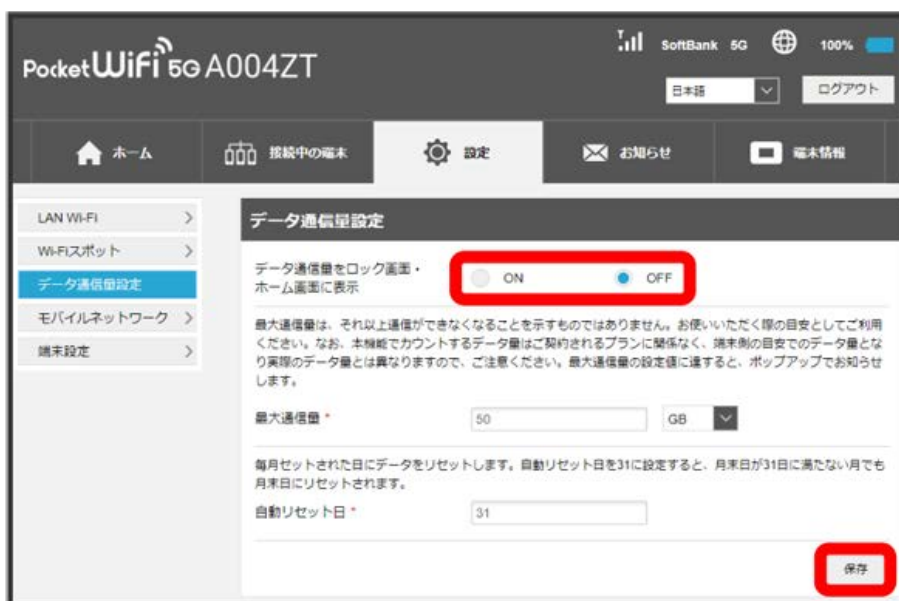 SoftBank 5G 100%
Pocket WiFi 5G A004ZT
日本語 ログアウト
ホーム 接続中の端末 設定 お知らせ 端末情報
LAN Wi-Fi
Wi-Fiスポット
データ通信量設定
モバイルネットワーク
端末設定
データ通信量設定
データ通信量をロック画面・
ホーム画面に表示
ON OFF
最大通信量は、それ以上通信ができなくなることを示すものではありません。お使いいただく際の目安としてご利用
ください。なお、本機能でカウントするデータ量はご契約されるプランに関係なく、端末側の目安でのデータ量とな
り実際のデータ量とは異なりますので、ご注意ください。最大通信量の設定値に達すると、ポップアップでお知らせ
します。
最大通信量 * 50 GB
毎月セットされた日にデータをリセットします。自動リセット日を31に設定すると、月末日が31日に満たない月でも
月末日にリセットされます。
自動リセット日 * 31
保存